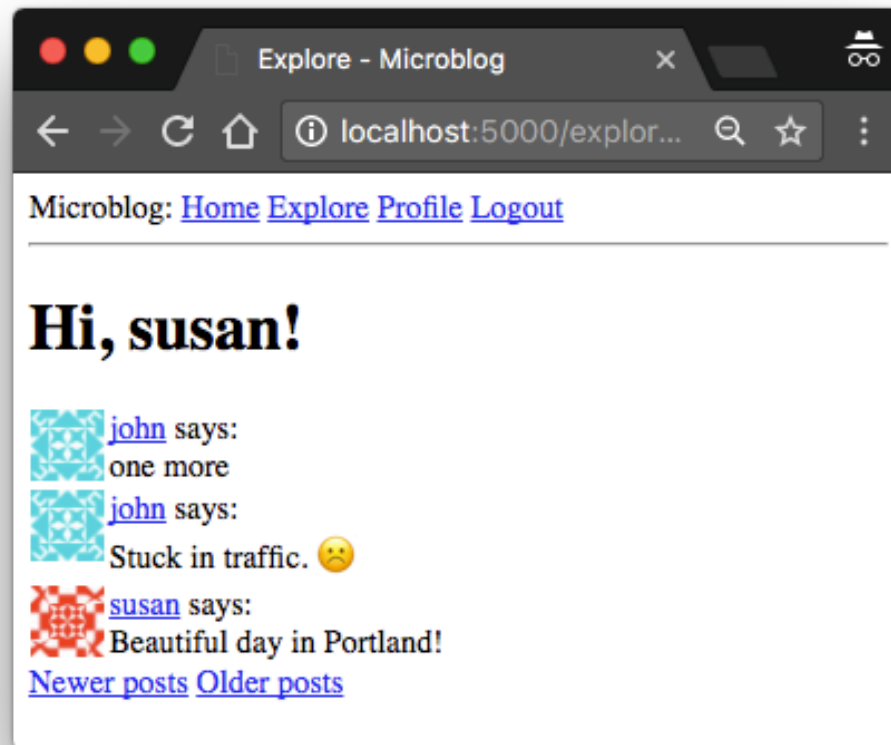 Explore - Microblog
localhost:5000/explor...
Microblog: Home Explore Profile Logout
Hi, susan!
john says:
one more
john says:
Stuck in traffic. ☹️
susan says:
Beautiful day in Portland!
Newer posts Older posts